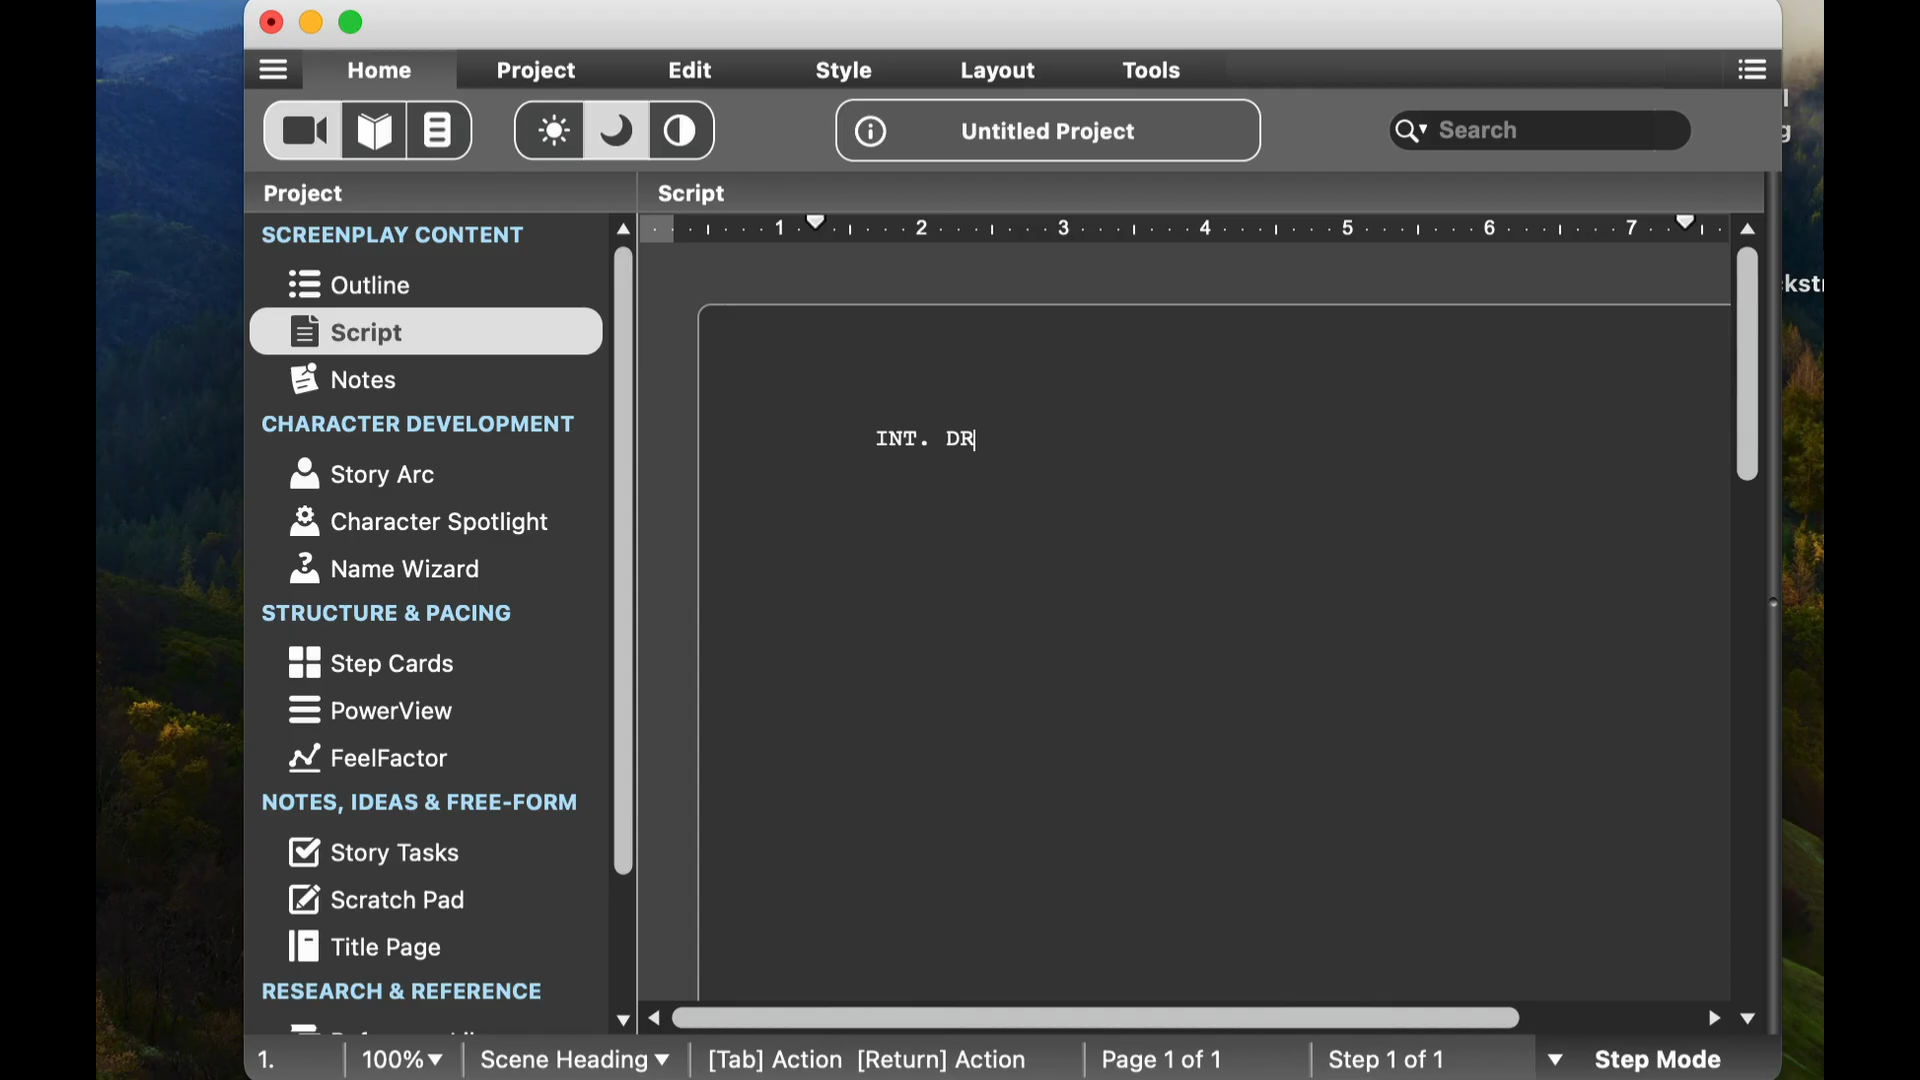 Home Project Edit Style Layout Tools
Untitled Project
Search
Project
Script
SCREENPLAY CONTENT
Outline
Script
Notes
CHARACTER DEVELOPMENT
Story Arc
Character Spotlight
Name Wizard
STRUCTURE & PACING
Step Cards
PowerView
FeelFactor
NOTES, IDEAS & FREE-FORM
Story Tasks
Scratch Pad
Title Page
RESEARCH & REFERENCE
1 2 3 4 5 6 7
INT. DR
1. 100% Scene Heading [Tab] Action [Return] Action Page 1 of 1 Step 1 of 1 Step Mode